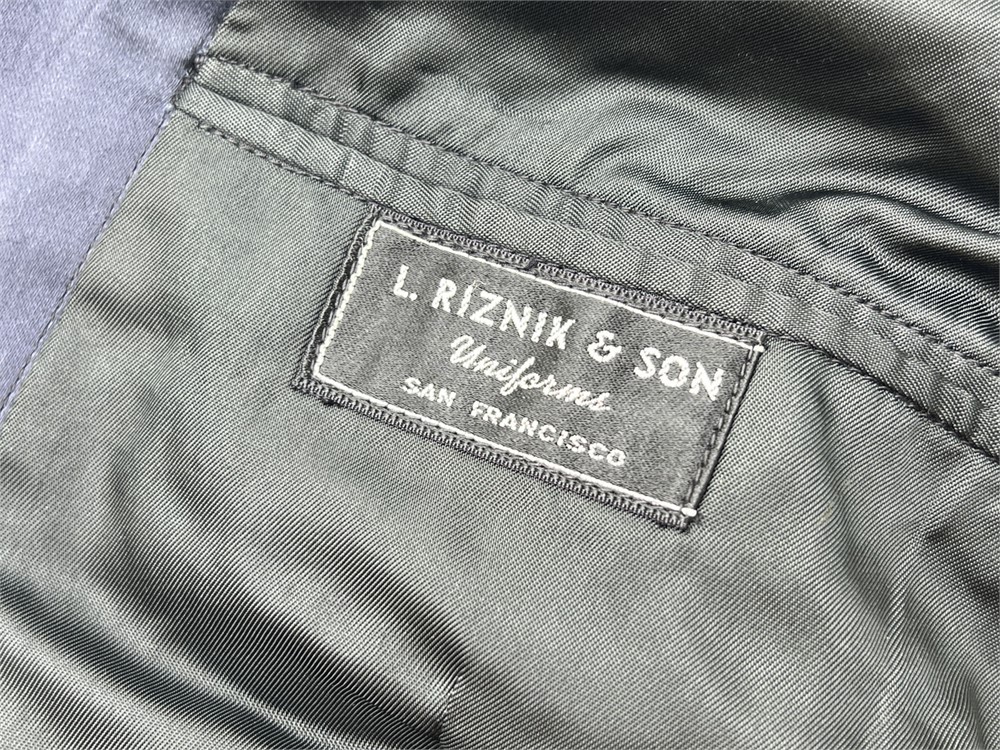 L. RIZNIK & SON
Uniforms
SAN FRANCISCO